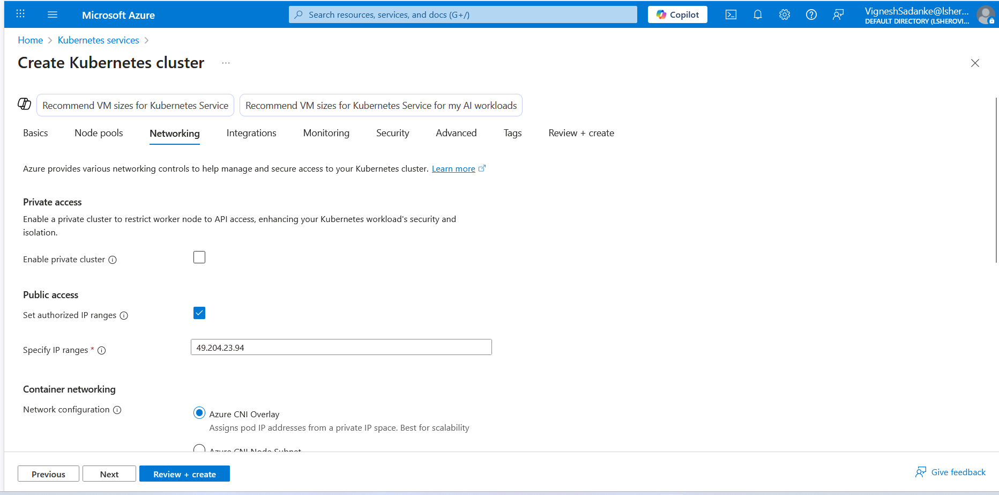 Microsoft Azure
Search resources, services, and docs (G+/)
Copilot
VigneshSadanke@lsher...
DEFAULT DIRECTORY (LSHEROVI...
Home > Kubernetes services >
Create Kubernetes cluster ...
Recommend VM sizes for Kubernetes Service
Recommend VM sizes for Kubernetes Service for my AI workloads
Basics Node pools Networking Integrations Monitoring Security Advanced Tags Review + create
Azure provides various networking controls to help manage and secure access to your Kubernetes cluster. Learn more
Private access
Enable a private cluster to restrict worker node to API access, enhancing your Kubernetes workload's security and
isolation.
Enable private cluster
Public access
Set authorized IP ranges
Specify IP ranges *
49.204.23.94
Container networking
Network configuration
Azure CNI Overlay
Assigns pod IP addresses from a private IP space. Best for scalability
Azure CNI Node Subnet
Previous
Next
Review + create
Give feedback